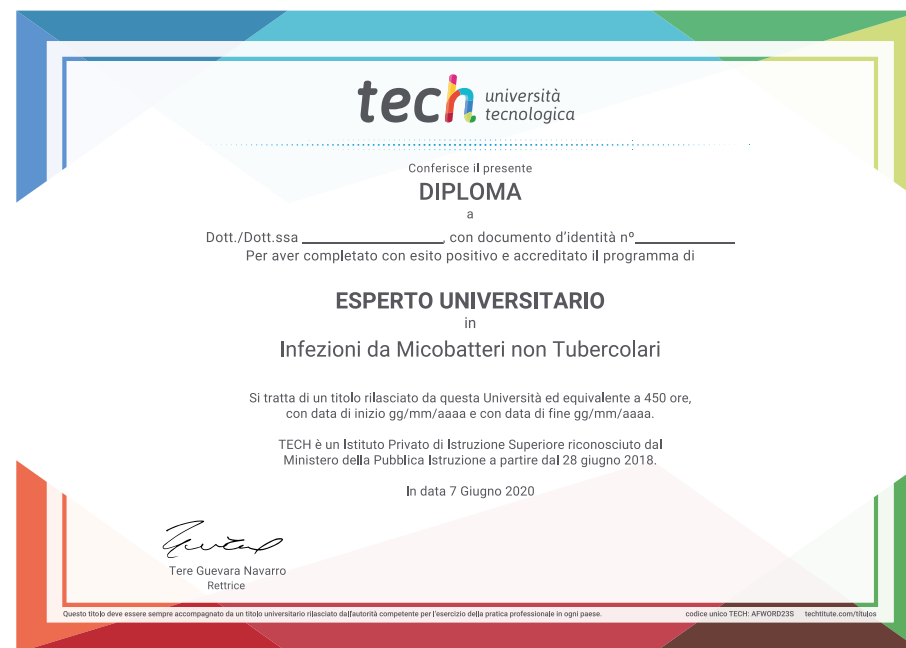 tech università
tecnologica
Conferisce il presente
DIPLOMA
a
Dott./Dott.ssa ________________, con documento d'identità nº____________
Per aver completato con esito positivo e accreditato il programma di
ESPERTO UNIVERSITARIO
in
Infezioni da Micobatteri non Tubercolari
Si tratta di un titolo rilasciato da questa Università ed equivalente a 450 ore,
con data di inizio gg/mm/aaaa e con data di fine gg/mm/aaaa.
TECH è un Istituto Privato di Istruzione Superiore riconosciuto dal
Ministero della Pubblica Istruzione a partire dal 28 giugno 2018.
In data 7 Giugno 2020
Tere Guevara Navarro
Rettrice
Questo titolo deve essere sempre accompagnato da un titolo universitario rilasciato dall'autorità competente per l'esercizio della pratica professionale in ogni paese. codice unico TECH: AFWORD23S techtitute.com/titulos